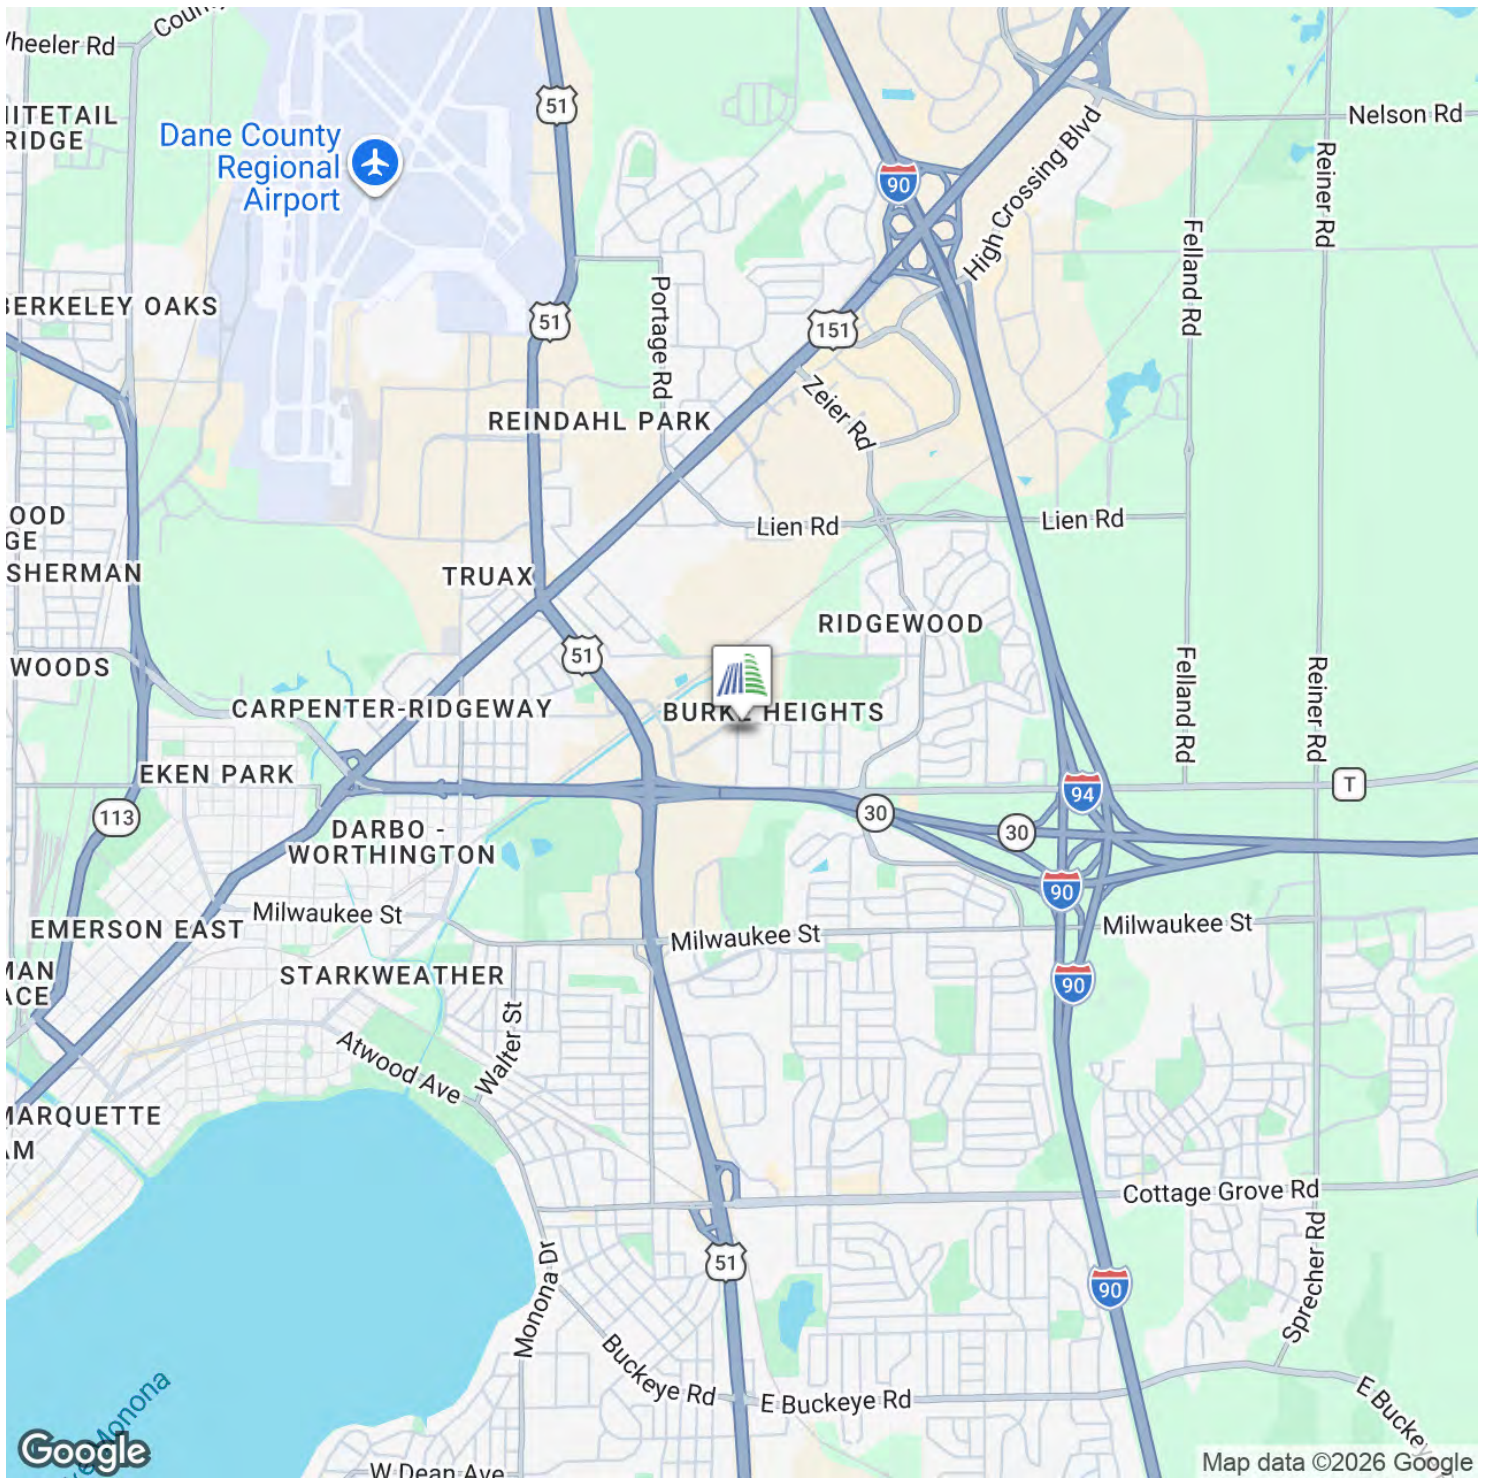 Wheeler Rd
County
51
Nelson Rd
HITETAIL
RIDGE
Dane County
Regional
Airport
90
High Crossing Blvd
Reiner Rd
Felland Rd
BERKELEY OAKS
51
Portage Rd
151
Zeier Rd
REINDAHL PARK
OOD
GE
Lien Rd
Lien Rd
SHERMAN
TRUAX
RIDGEWOOD
51
WOODS
Felland Rd
Reiner Rd
CARPENTER-RIDGEWAY
BURKE HEIGHTS
EKEN PARK
94
T
113
30
30
DARBO -
WORTHINGTON
90
Milwaukee St
EMERSON EAST
Milwaukee St
Milwaukee St
MAN
ACE
STARKWEATHER
90
Walter St
Atwood Ave
MARQUETTE
AM
Cottage Grove Rd
51
Monona Dr
90
Sprecher Rd
Buckeye Rd
E Buckeye Rd
E Buckeye
Monona
W Dean Ave
Google
Map data ©2026 Google